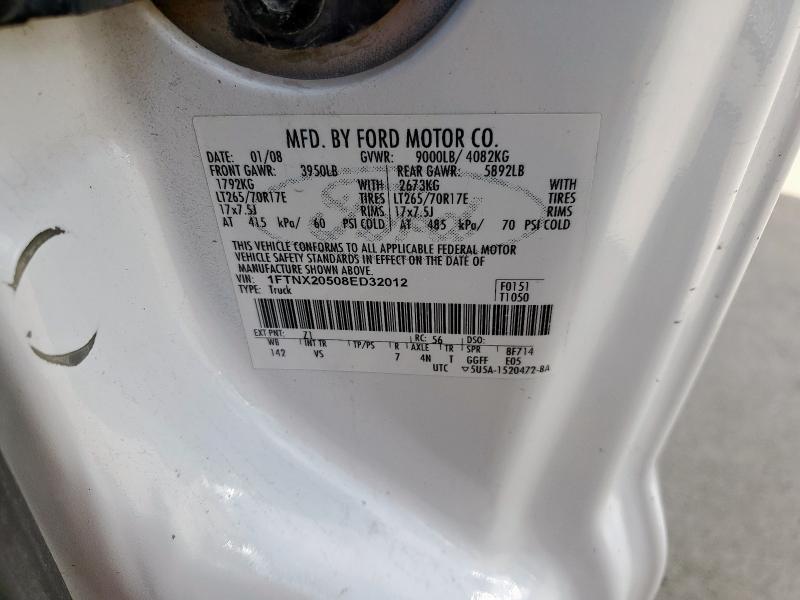 MFD. BY FORD MOTOR CO.
DATE: 01/08 GVWR: 9000LB/ 4082KG
FRONT GAWR: 3950LB REAR GAWR: 5892LB
1792KG WITH 2673KG WITH
LT265/70R17E TIRES LT265/70R17E TIRES
17x7.5J RIMS 17x7.5J RIMS
AT 415 kPa/ 60 PSI COLD AT 485 kPa/ 70 PSI COLD
THIS VEHICLE CONFORMS TO ALL APPLICABLE FEDERAL MOTOR
VEHICLE SAFETY STANDARDS IN EFFECT ON THE DATE OF
MANUFACTURE SHOWN ABOVE.
VIN: 1FTNX20508ED32012 F0151
TYPE: Truck T1050
EXT PNT: Z1 RC: 56 DSO:
WB INT TR TP/PS R AXLE TR SPR 8F714
142 VS 7 4N T GGFF E05
UTC ▽5U5A-1520472-BA